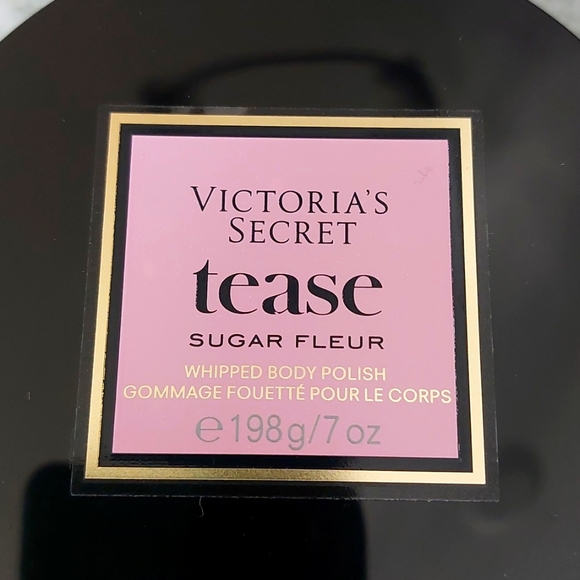 VICTORIA'S
SECRET
tease
SUGAR FLEUR
WHIPPED BODY POLISH
GOMMAGE FOUETTÉ POUR LE CORPS
℮198g/7 oz